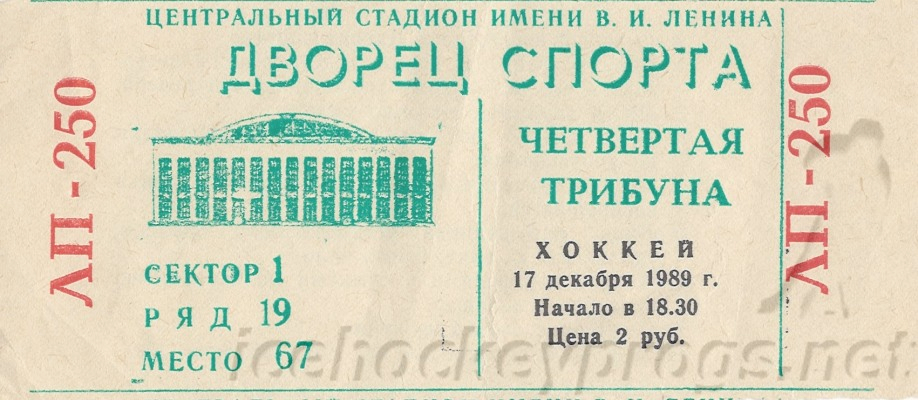 ЦЕНТРАЛЬНЫЙ СТАДИОН ИМЕНИ В. И. ЛЕНИНА
ДВОРЕЦ СПОРТА
ЛП - 250
ЧЕТВЕРТАЯ
ТРИБУНА
СЕКТОР 1
РЯД 19
МЕСТО 67
ХОККЕЙ
17 декабря 1989 г.
Начало в 18.30
Цена 2 руб.
ЛП - 250
icehockeyprogs.net